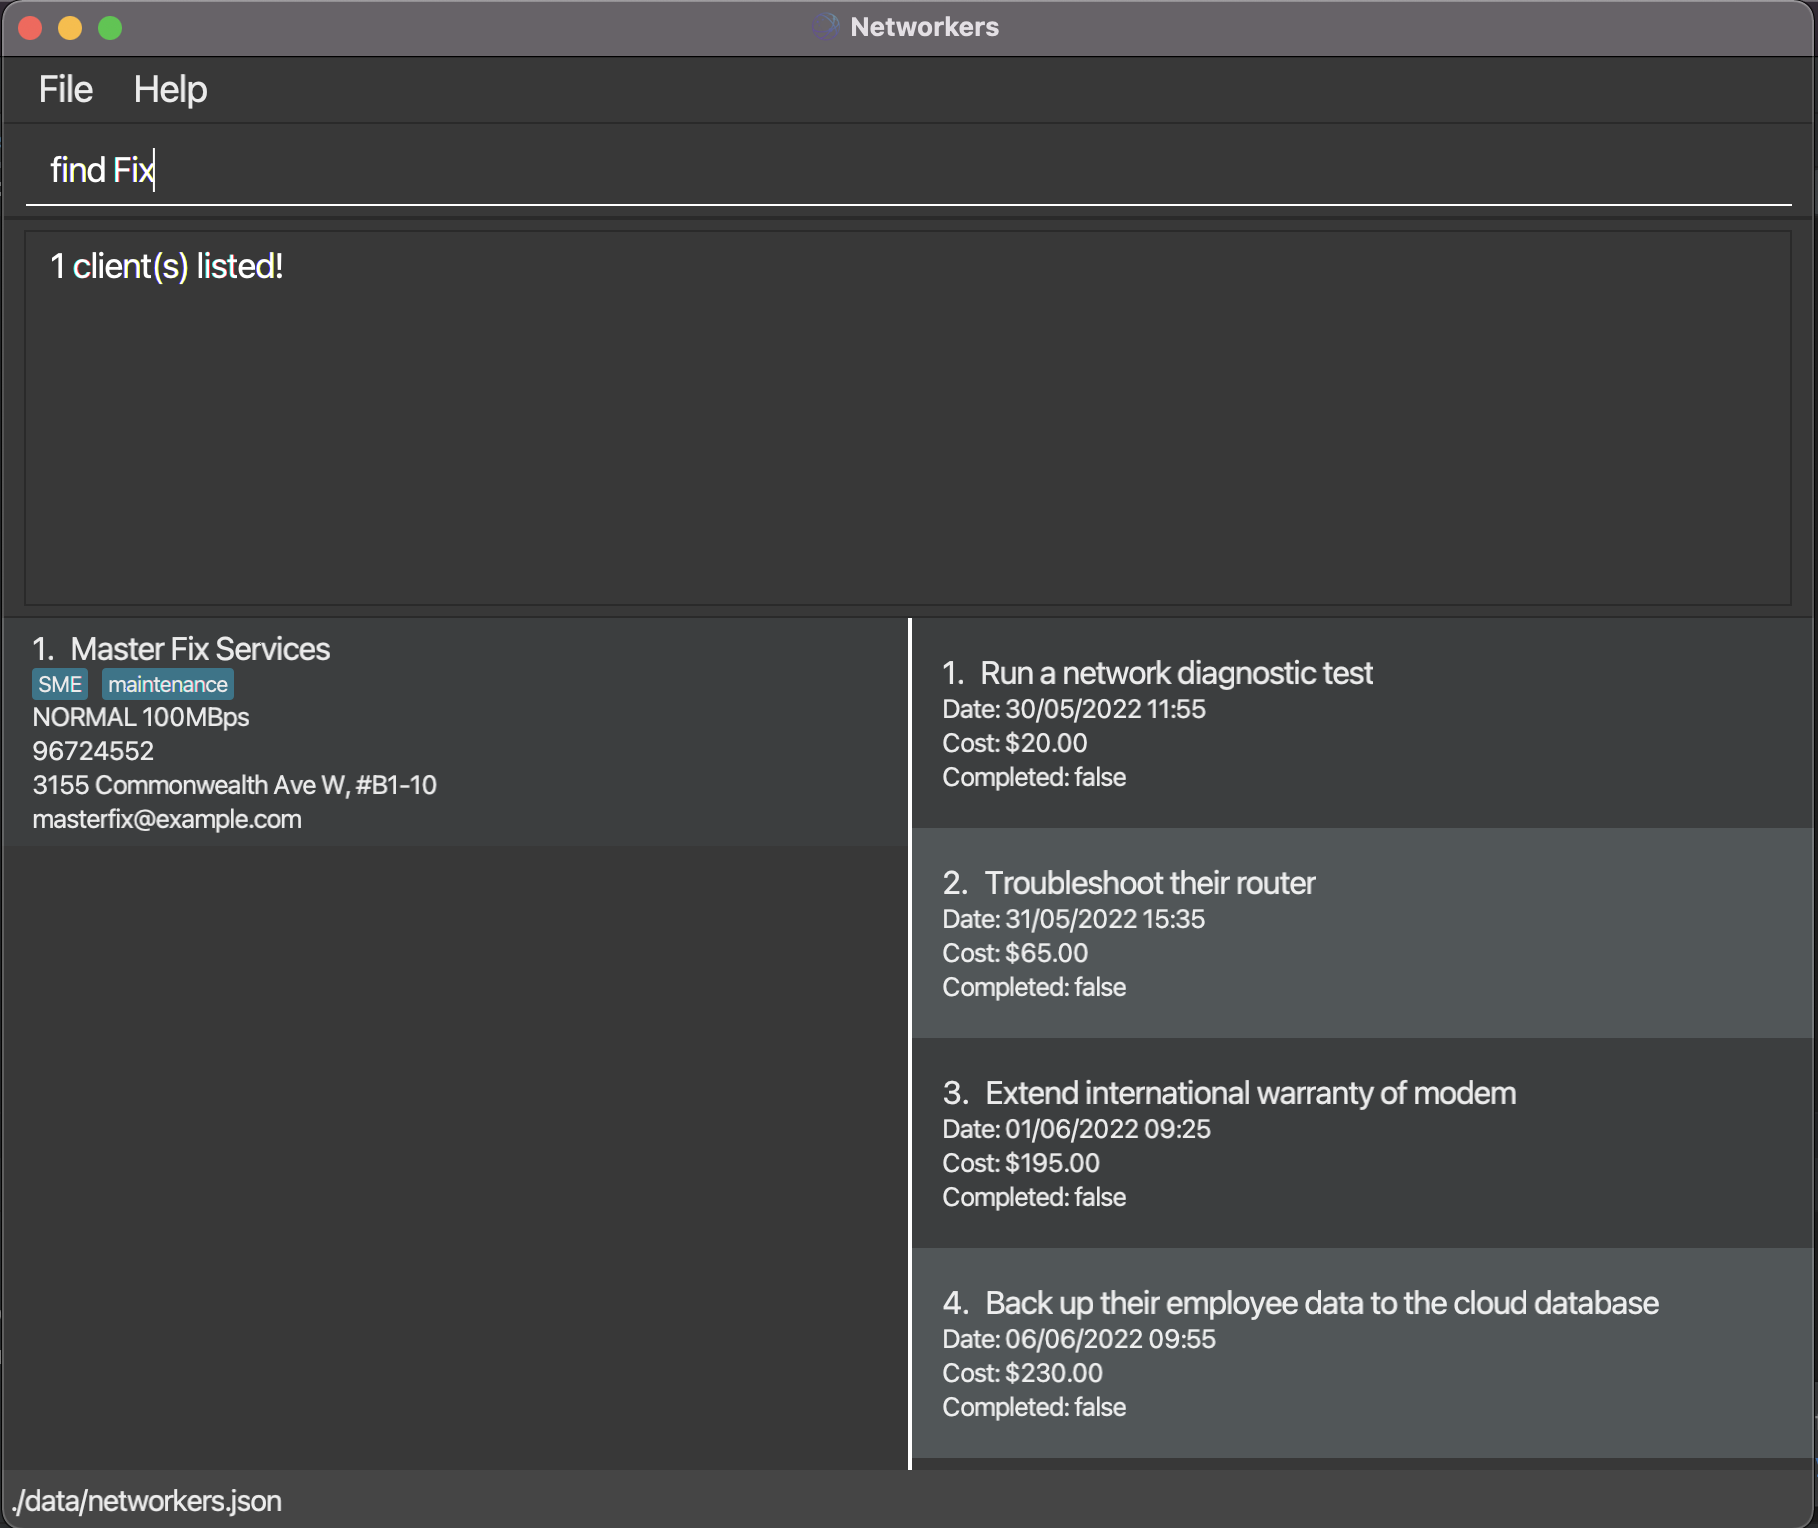 Networkers
File Help
find Fix
1 client(s) listed!
1. Master Fix Services
SME maintenance
NORMAL 100MBps
96724552
3155 Commonwealth Ave W, #B1-10
masterfix@example.com
1. Run a network diagnostic test
Date: 30/05/2022 11:55
Cost: $20.00
Completed: false
2. Troubleshoot their router
Date: 31/05/2022 15:35
Cost: $65.00
Completed: false
3. Extend international warranty of modem
Date: 01/06/2022 09:25
Cost: $195.00
Completed: false
4. Back up their employee data to the cloud database
Date: 06/06/2022 09:55
Cost: $230.00
Completed: false
./data/networkers.json